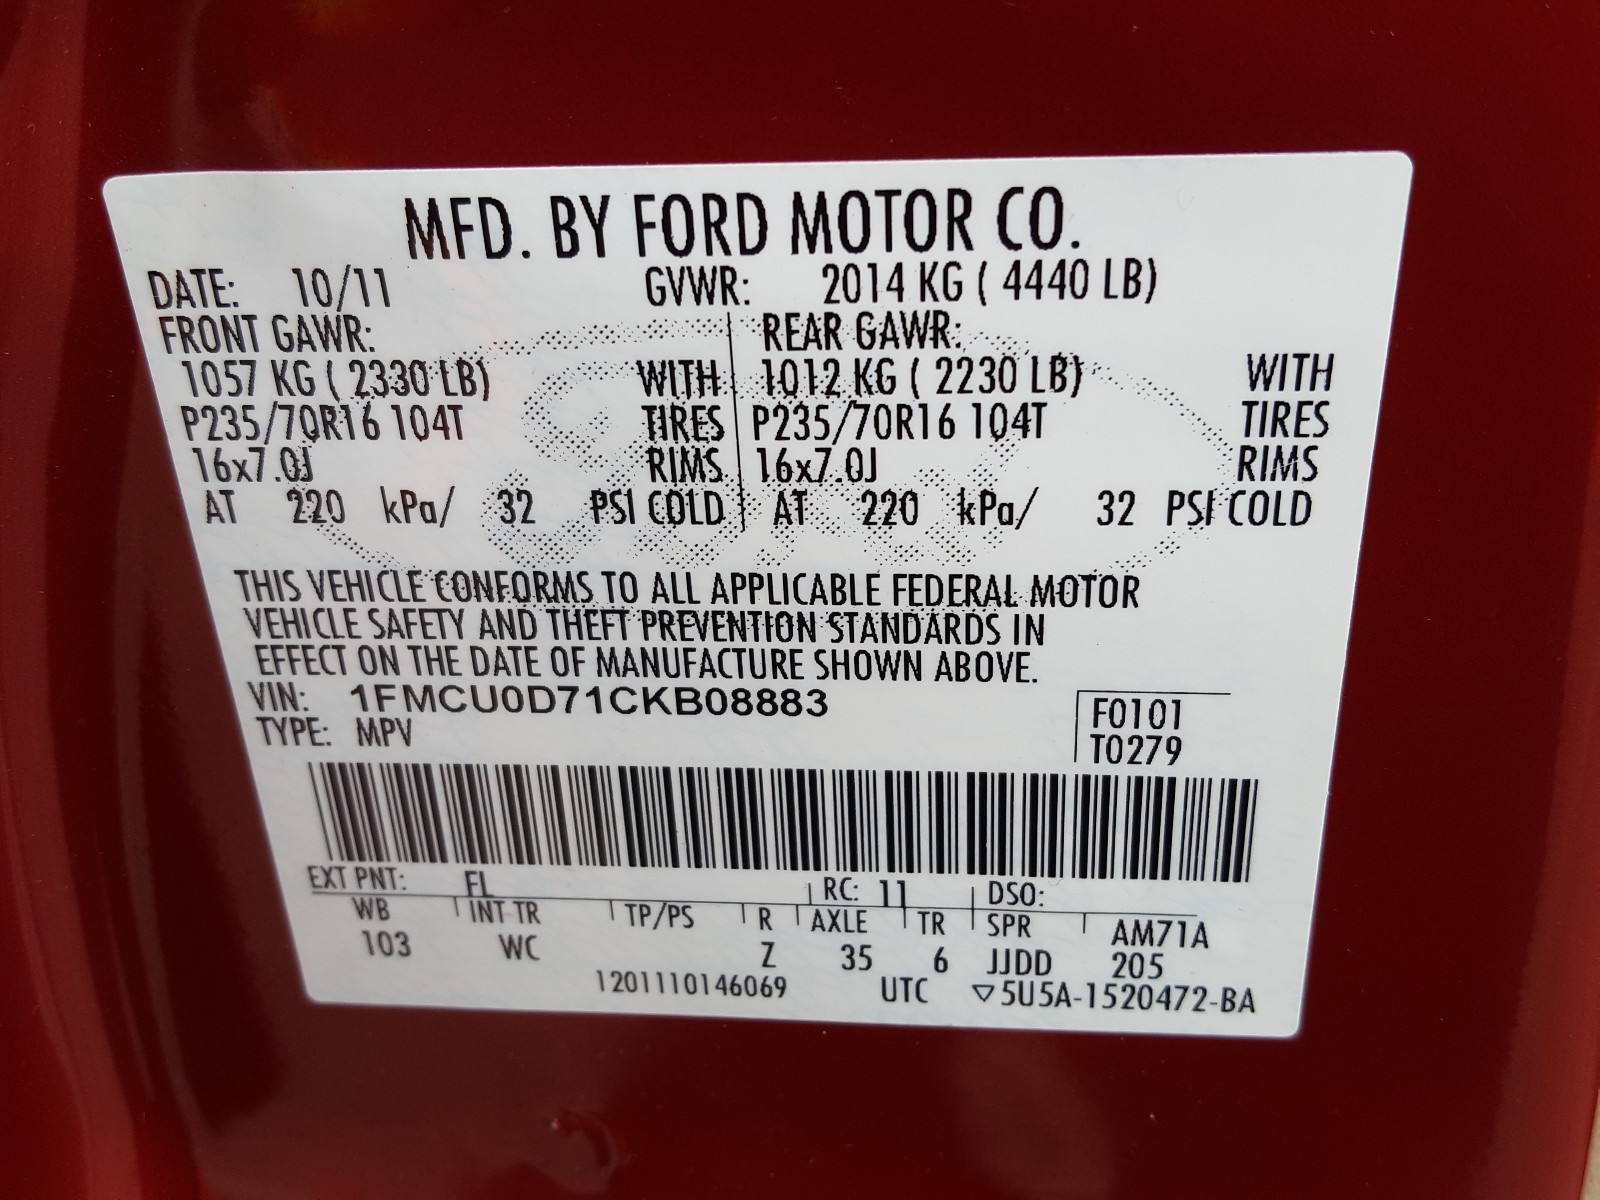 MFD. BY FORD MOTOR CO.
DATE: 10/11 GVWR: 2014 KG ( 4440 LB)
FRONT GAWR: REAR GAWR:
1057 KG ( 2330 LB) WITH 1012 KG ( 2230 LB) WITH
P235/70R16 104T TIRES P235/70R16 104T TIRES
16x7.0J RIMS 16x7.0J RIMS
AT 220 kPa/ 32 PSI COLD AT 220 kPa/ 32 PSI COLD
THIS VEHICLE CONFORMS TO ALL APPLICABLE FEDERAL MOTOR
VEHICLE SAFETY AND THEFT PREVENTION STANDARDS IN
EFFECT ON THE DATE OF MANUFACTURE SHOWN ABOVE.
VIN: 1FMCU0D71CKB08883
TYPE: MPV
F0101
T0279
EXT PNT: FL RC: 11 DSO:
WB INT TR TP/PS R AXLE TR SPR AM71A
103 WC Z 35 6 JJDD 205
1201110146069 UTC ▽5U5A-1520472-BA